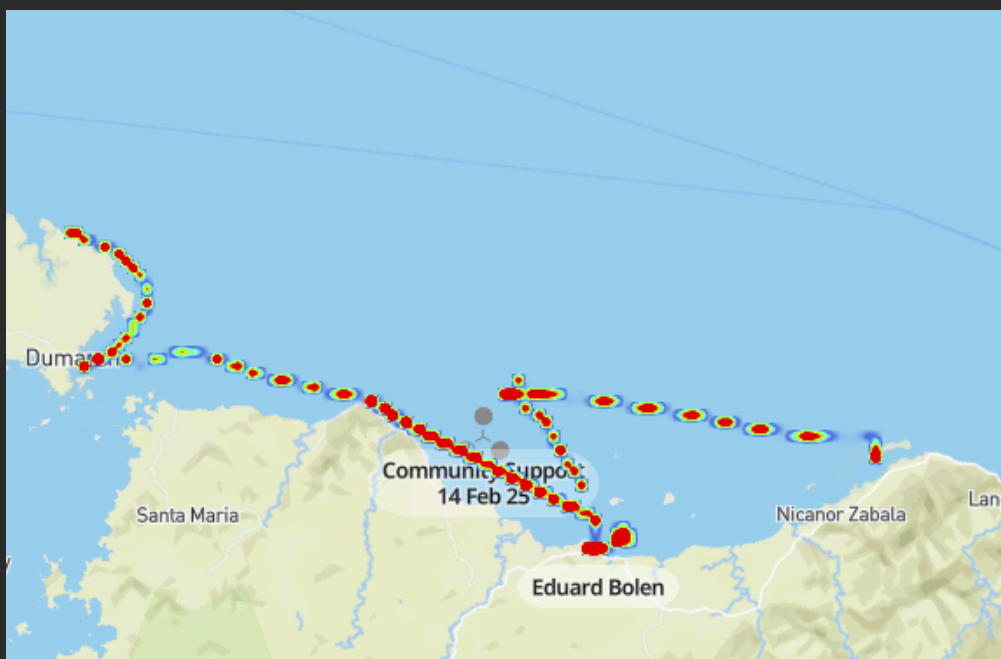 Santa Maria
Community Support
14 Feb 25
Nicanor Zabala
Eduard Bolen